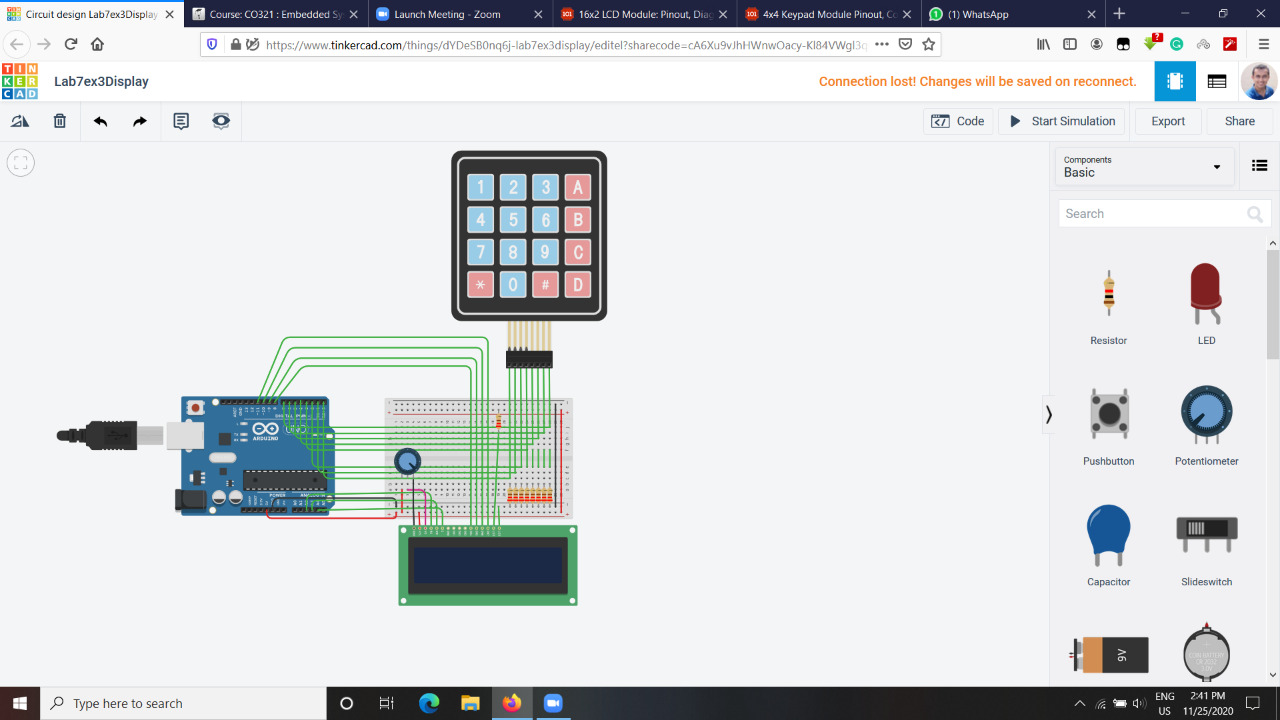 Circuit design Lab7ex3Display
Course: CO321 : Embedded Sy
Launch Meeting - Zoom
16x2 LCD Module: Pinout, Diag
4x4 Keypad Module Pinout, Co
(1) WhatsApp
https://www.tinkercad.com/things/dYDeSB0nq6j-lab7ex3display/editel?sharecode=cA6Xu9vJhHWnwOacy-Kl84VWgl3q
TIN
KER
CAD
Lab7ex3Display
Connection lost! Changes will be saved on reconnect.
Code
Start Simulation
Export
Share
Components
Basic
Search
1 2 3 A
4 5 6 B
7 8 9 C
* 0 # D
ARDUINO
Resistor
LED
Pushbutton
Potentiometer
Capacitor
Slideswitch
9V
Type here to search
ENG
US
2:41 PM
11/25/2020